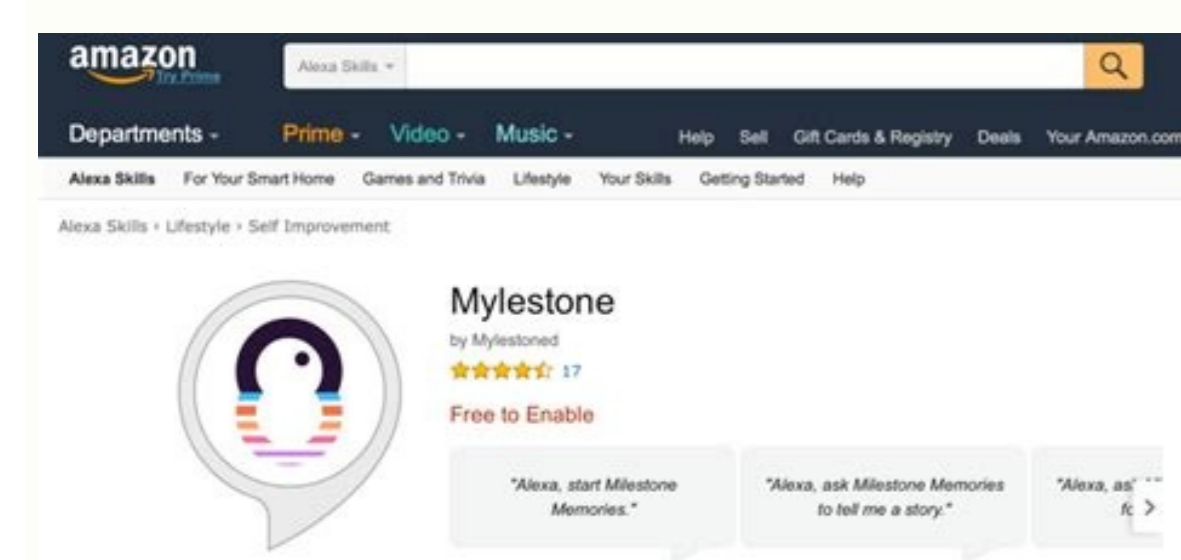 amazon
Try Prime
Alexa Skills
Departments Prime Video Music Help Sell Gift Cards & Registry Deals Your Amazon.com
Alexa Skills For Your Smart Home Games and Trivia Lifestyle Your Skills Getting Started Help
Alexa Skills › Lifestyle › Self Improvement
Mylestone
by Mylestoned
17
Free to Enable
"Alexa, start Milestone
Memories."
"Alexa, ask Milestone Memories
to tell me a story."
"Alexa, as